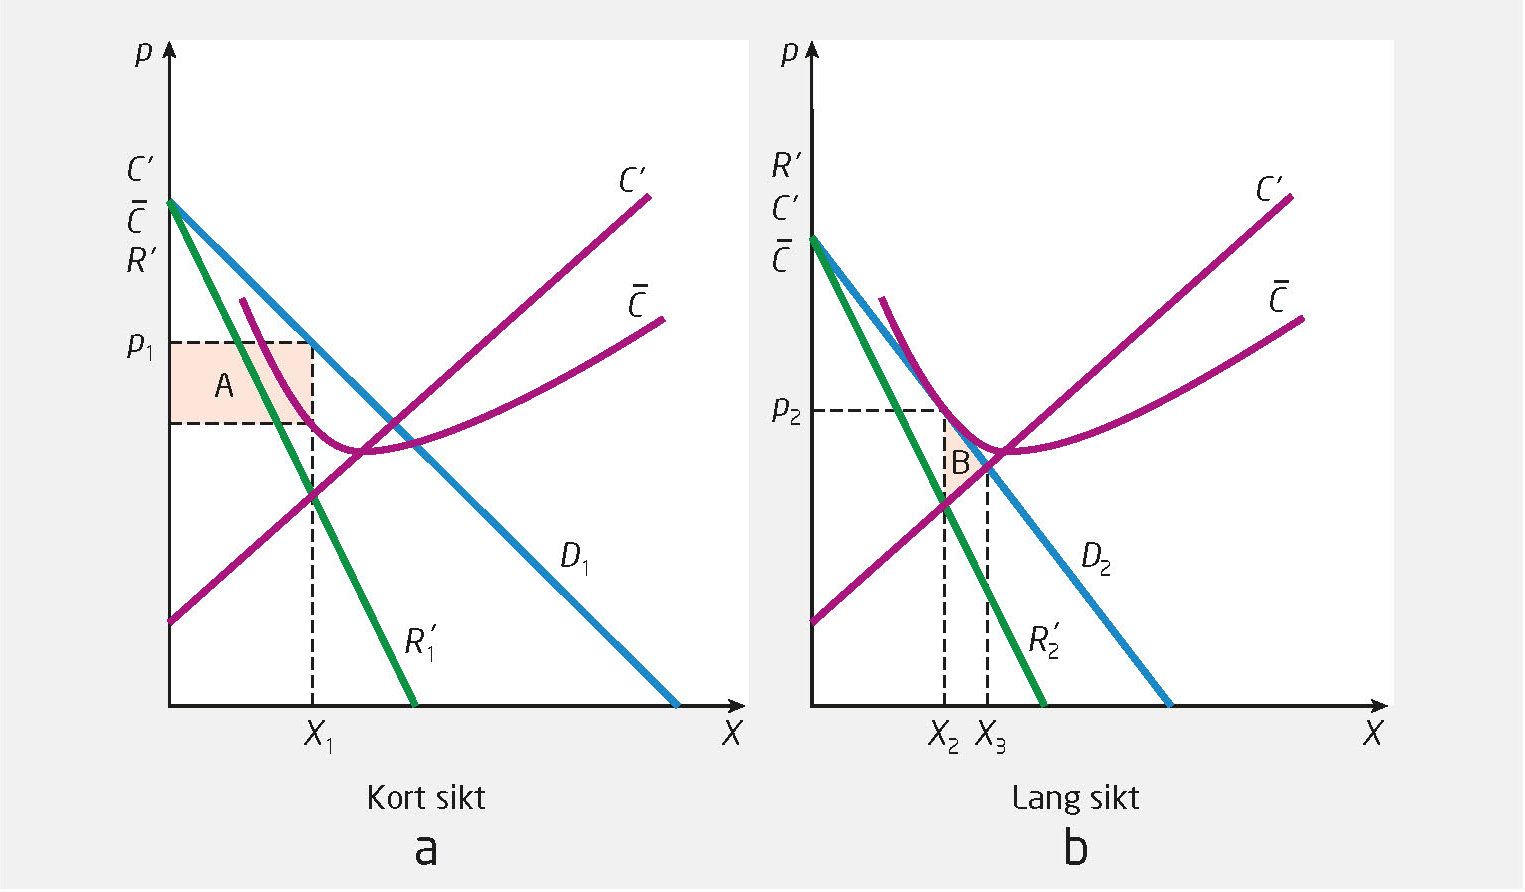 p
C′
C̄
R′
p₁
A
C′
C̄
D₁
R′₁
X₁
X
Kort sikt
a
p
R′
C′
C̄
p₂
B
C′
C̄
D₂
R′₂
X₂
X₃
X
Lang sikt
b